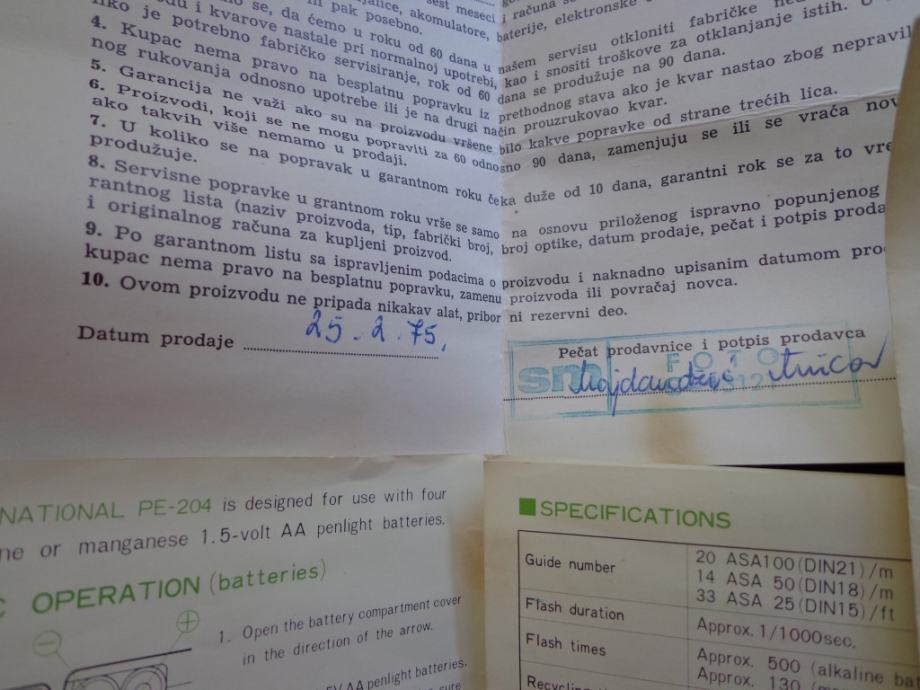 šest meseci
akumulatore,
ili pak posebno.
se, da ćemo u roku od 60 dana u
i kvarove nastale pri normalnoj upotrebi,
je potrebno fabričko servisiranje, rok od 60
4. Kupac nema pravo na besplatnu popravku iz
nog rukovanja odnosno upotrebe ili je na drugi način prouzrukovao kvar.
5. Garancija ne važi ako su na proizvodu vršene bilo kakve popravke od strane trećih lica.
6. Proizvodi, koji se ne mogu popraviti za 60 odnosno 90 dana, zamenjuju se ili se vraća
ako takvih više nemamo u prodaji.
7. U koliko se na popravak u garantnom roku čeka duže od 10 dana, garantni rok se za to
produžuje.
8. Servisne popravke u grantnom roku vrše se samo na osnovu priloženog ispravno popunjenog
rantnog lista (naziv proizvoda, tip, fabrički broj, broj optike, datum prodaje, pečat i potpis
i originalnog računa za kupljeni proizvod.
9. Po garantnom listu sa ispravljenim podacima o proizvodu i naknadno upisanim datumom
kupac nema pravo na besplatnu popravku, zamenu proizvoda ili povraćaj novca.
10. Ovom proizvodu ne pripada nikakav alat, pribor ni rezervni deo.
Datum prodaje 25.2.75.
i računa
baterije, elektronske
našem servisu otkloniti fabričke
kao i snositi troškove za otklanjanje istih. U
dana se produžuje na 90 dana.
prethodnog stava ako je kvar nastao zbog
Pečat prodavnice i potpis prodavca
sm FOTO
NATIONAL PE-204 is designed for use with four
or manganese 1.5-volt AA penlight batteries.
OPERATION (batteries)
1. Open the battery compartment cover
in the direction of the arrow.
AA penlight batteries.
SPECIFICATIONS
Guide number
20 ASA100(DIN21)/m
14 ASA 50(DIN18)/m
33 ASA 25(DIN15)/ft
Flash duration
Approx. 1/1000sec.
Flash times
Approx. 500 (alkaline
Approx. 130